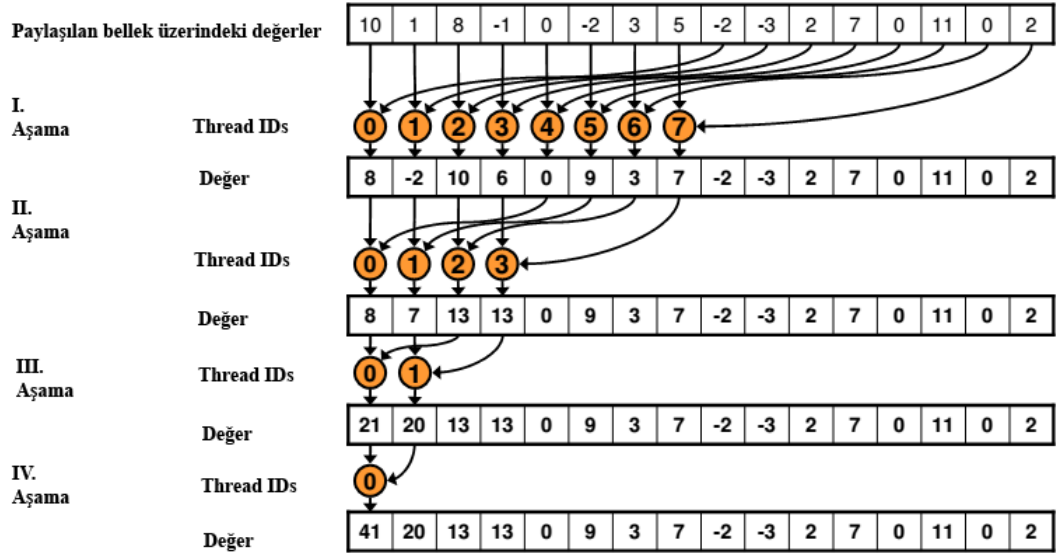 Paylaşılan bellek üzerindeki değerler 10 1 8 -1 0 -2 3 5 -2 -3 2 7 0 11 0 2
I.
Aşama
Thread IDs 0 1 2 3 4 5 6 7
Değer 8 -2 10 6 0 9 3 7 -2 -3 2 7 0 11 0 2
II.
Aşama
Thread IDs 0 1 2 3
Değer 8 7 13 13 0 9 3 7 -2 -3 2 7 0 11 0 2
III.
Aşama
Thread IDs 0 1
Değer 21 20 13 13 0 9 3 7 -2 -3 2 7 0 11 0 2
IV.
Aşama
Thread IDs 0
Değer 41 20 13 13 0 9 3 7 -2 -3 2 7 0 11 0 2